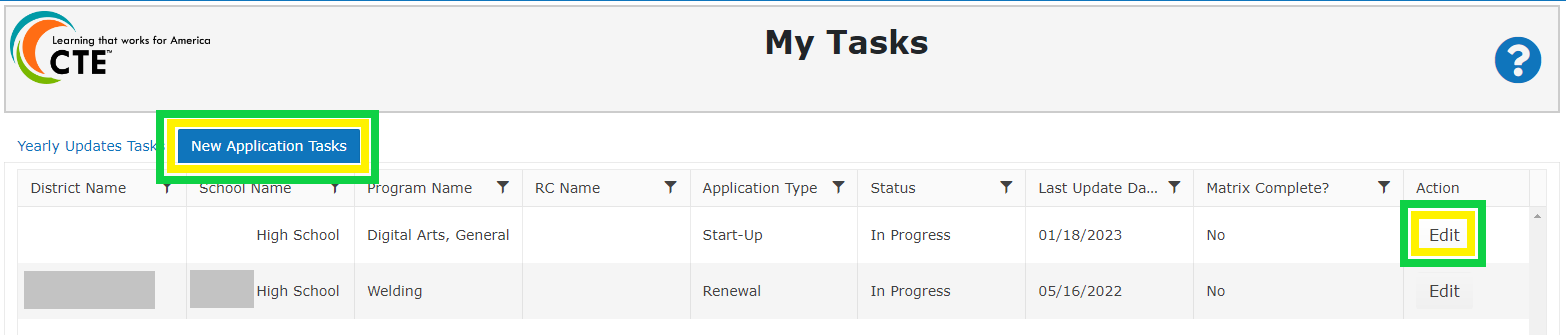 Learning that works for America
CTE™
My Tasks
?
Yearly Updates Tasks New Application Tasks
District Name School Name Program Name RC Name Application Type Status Last Update Da... Matrix Complete? Action
High School Digital Arts, General Start-Up In Progress 01/18/2023 No Edit
High School Welding Renewal In Progress 05/16/2022 No Edit